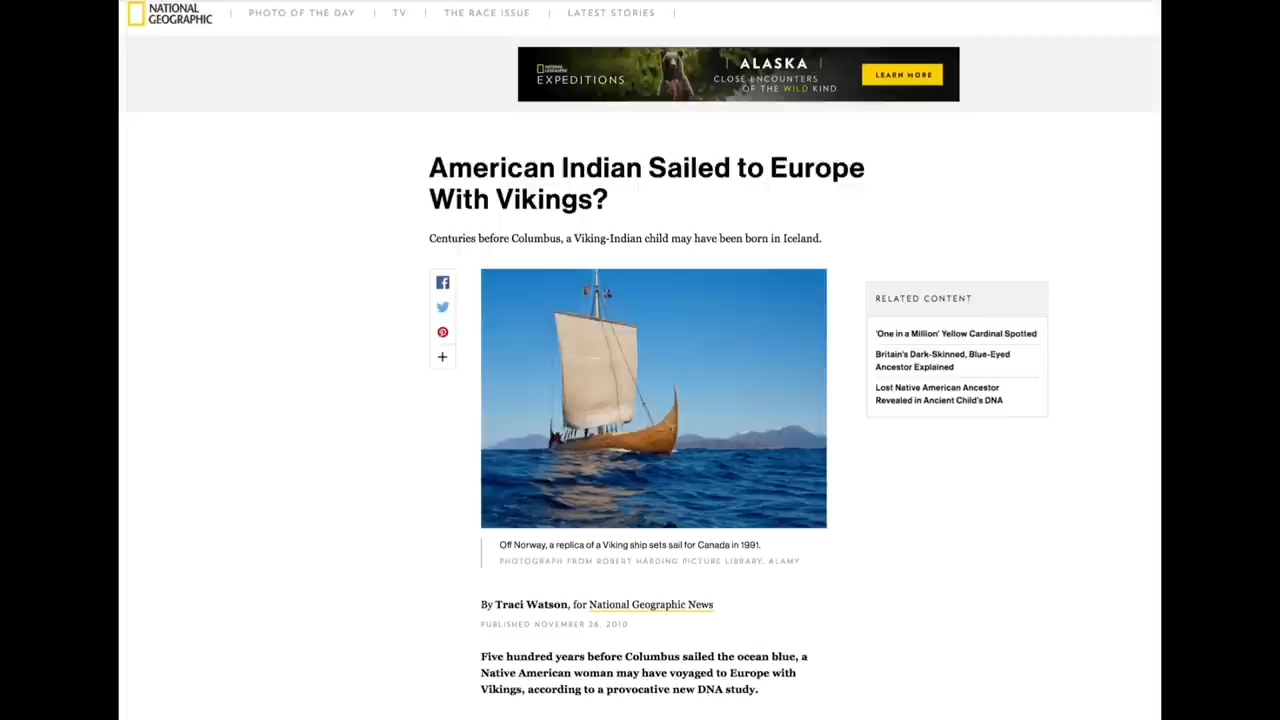 NATIONAL
GEOGRAPHIC
PHOTO OF THE DAY
TV
THE RACE ISSUE
LATEST STORIES
NATIONAL
GEOGRAPHIC
EXPEDITIONS
ALASKA
CLOSE ENCOUNTERS
OF THE WILD KIND
LEARN MORE
American Indian Sailed to Europe
With Vikings?
Centuries before Columbus, a Viking-Indian child may have been born in Iceland.
RELATED CONTENT
'One in a Million' Yellow Cardinal Spotted
Britain's Dark-Skinned, Blue-Eyed
Ancestor Explained
Lost Native American Ancestor
Revealed in Ancient Child's DNA
Off Norway, a replica of a Viking ship sets sail for Canada in 1991.
PHOTOGRAPH FROM ROBERT HARDING PICTURE LIBRARY, ALAMY
By Traci Watson, for National Geographic News
PUBLISHED NOVEMBER 26, 2010
Five hundred years before Columbus sailed the ocean blue, a
Native American woman may have voyaged to Europe with
Vikings, according to a provocative new DNA study.